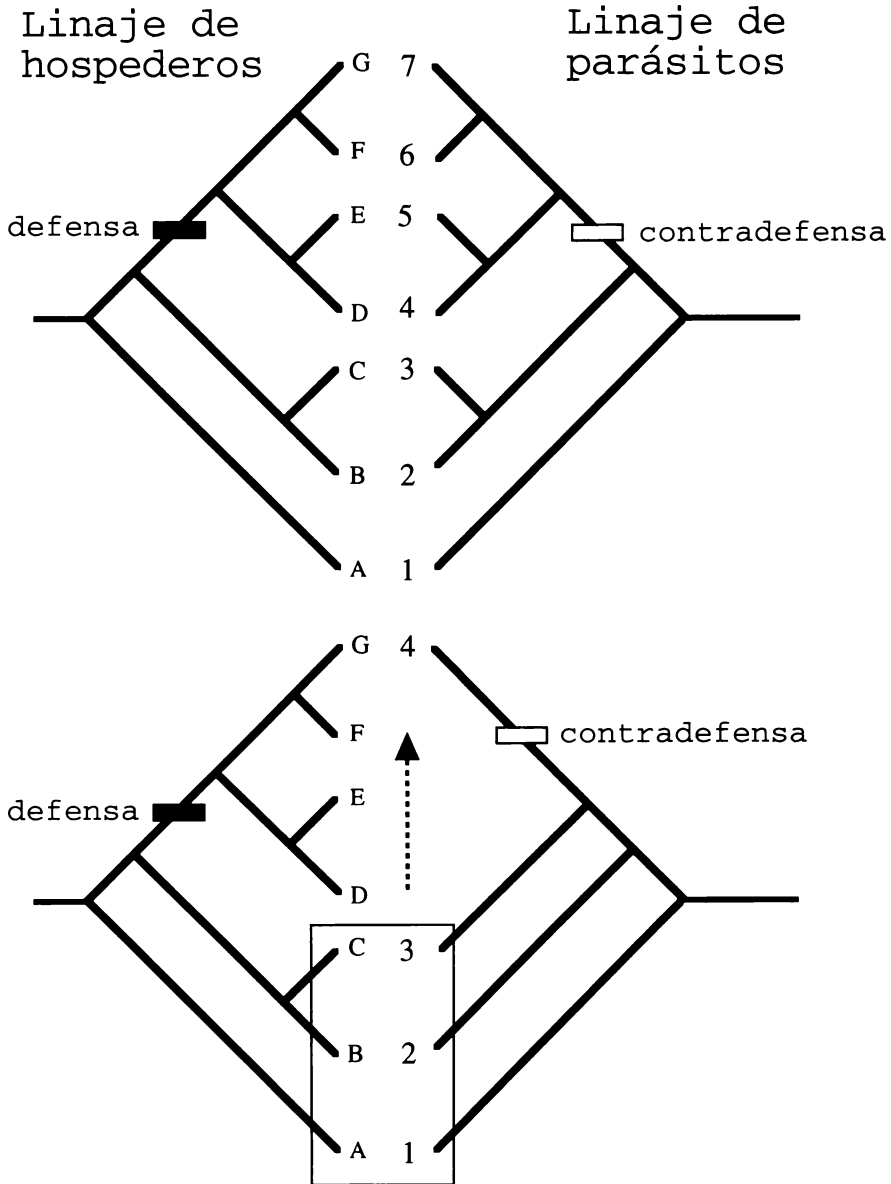 Linaje de
hospederos
Linaje de
parásitos
G 7
F 6
defensa
E 5
contradefensa
D 4
C 3
B 2
A 1
G 4
F
contradefensa
E
defensa
D
C 3
B 2
A 1